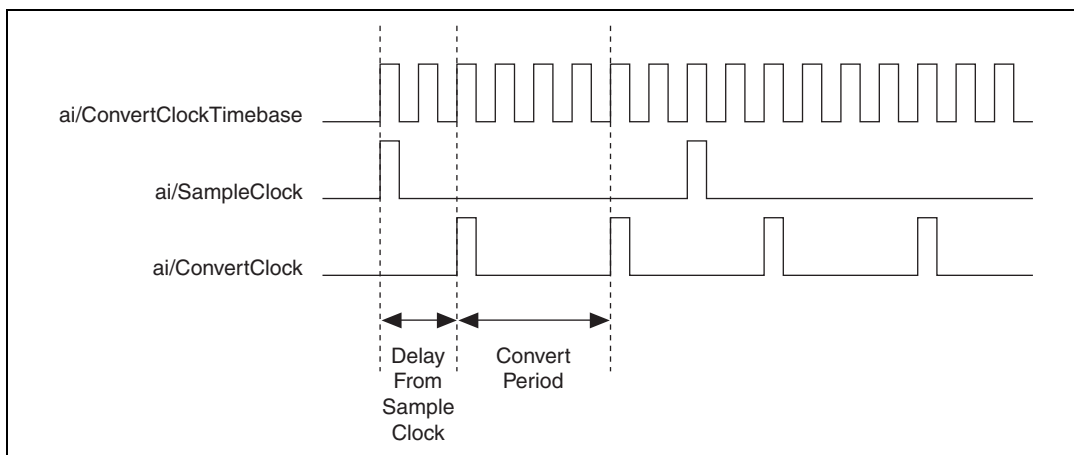 ai/ConvertClockTimebase
ai/SampleClock
ai/ConvertClock
Delay
From
Sample
Clock
Convert
Period